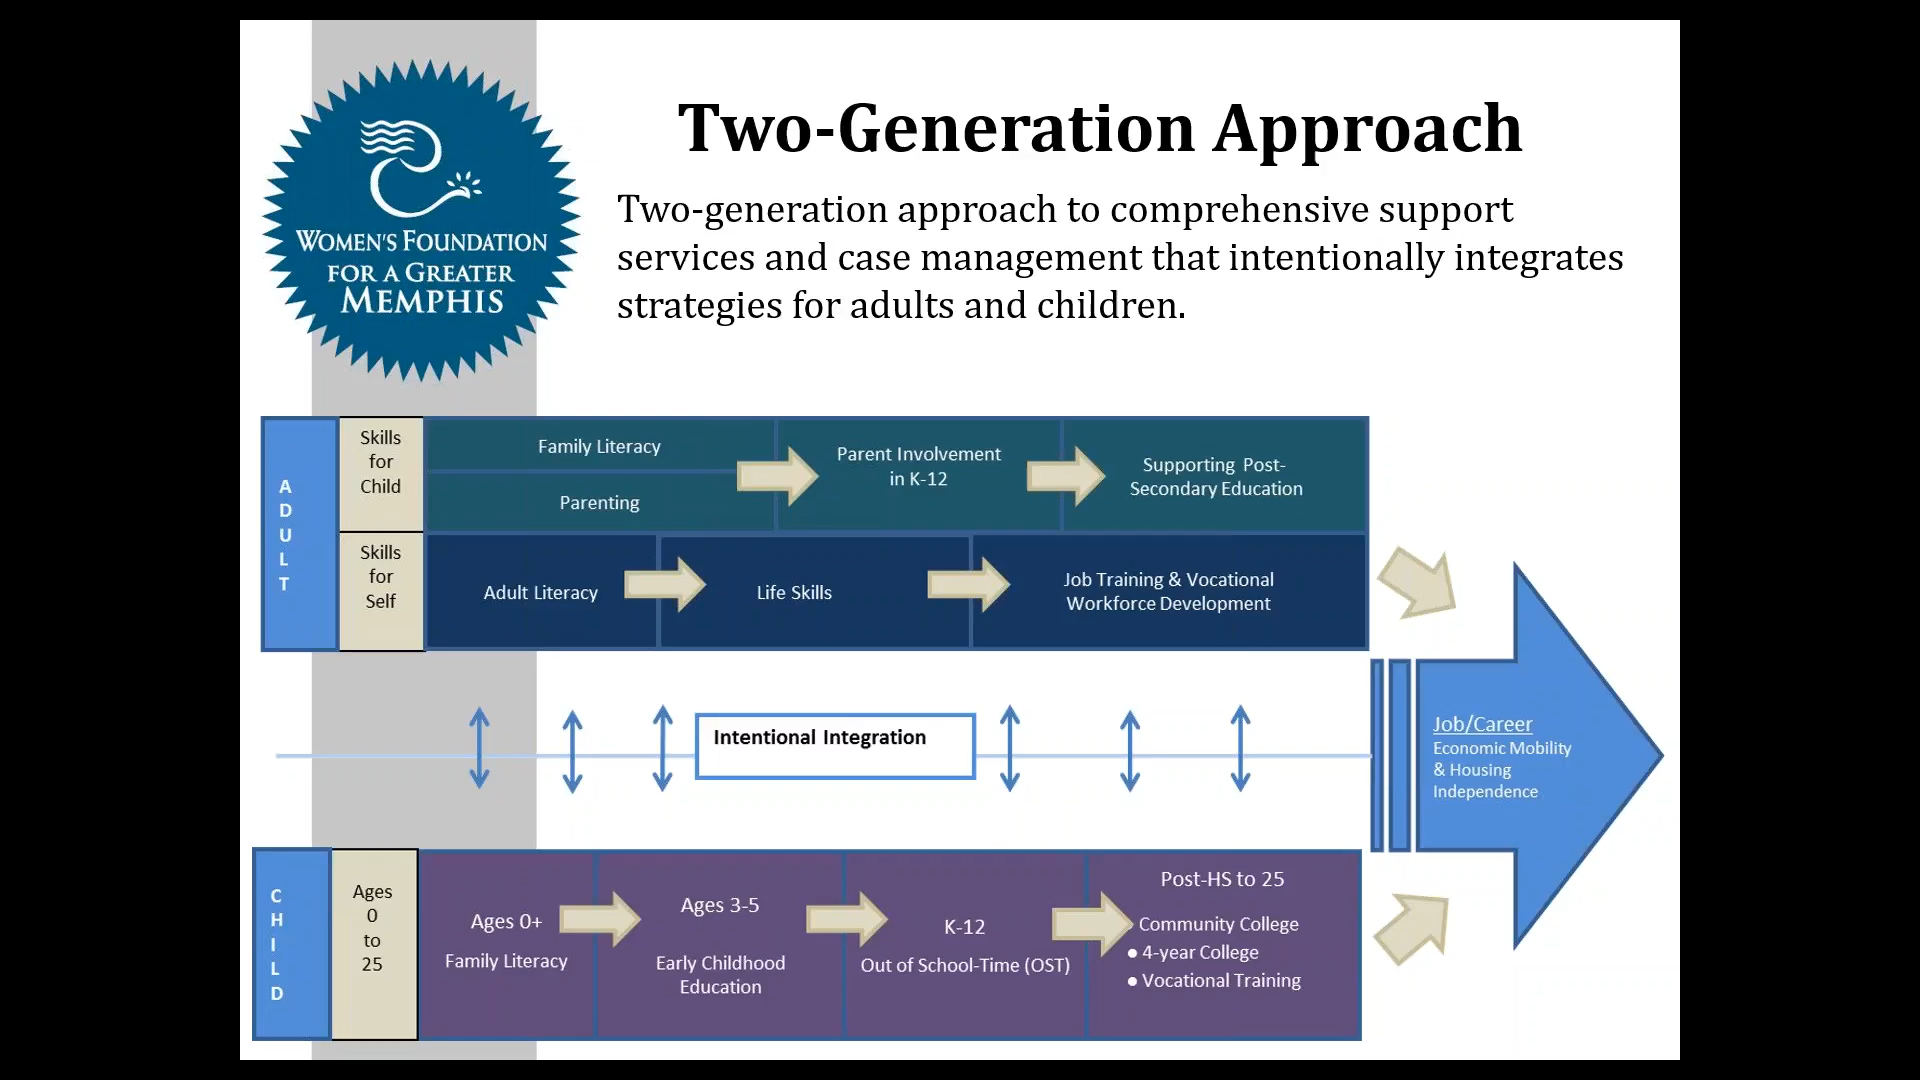 WOMEN'S FOUNDATION
FOR A GREATER
MEMPHIS
Two-Generation Approach
Two-generation approach to comprehensive support
services and case management that intentionally integrates
strategies for adults and children.
A
D
U
L
T
Skills
for
Child
Family Literacy
Parenting
Parent Involvement
in K-12
Supporting Post-
Secondary Education
Skills
for
Self
Adult Literacy
Life Skills
Job Training & Vocational
Workforce Development
Intentional Integration
Job/Career
Economic Mobility
& Housing
Independence
C
H
I
L
D
Ages
0
to
25
Ages 0+
Family Literacy
Ages 3-5
Early Childhood
Education
K-12
Out of School-Time (OST)
Post-HS to 25
Community College
● 4-year College
● Vocational Training